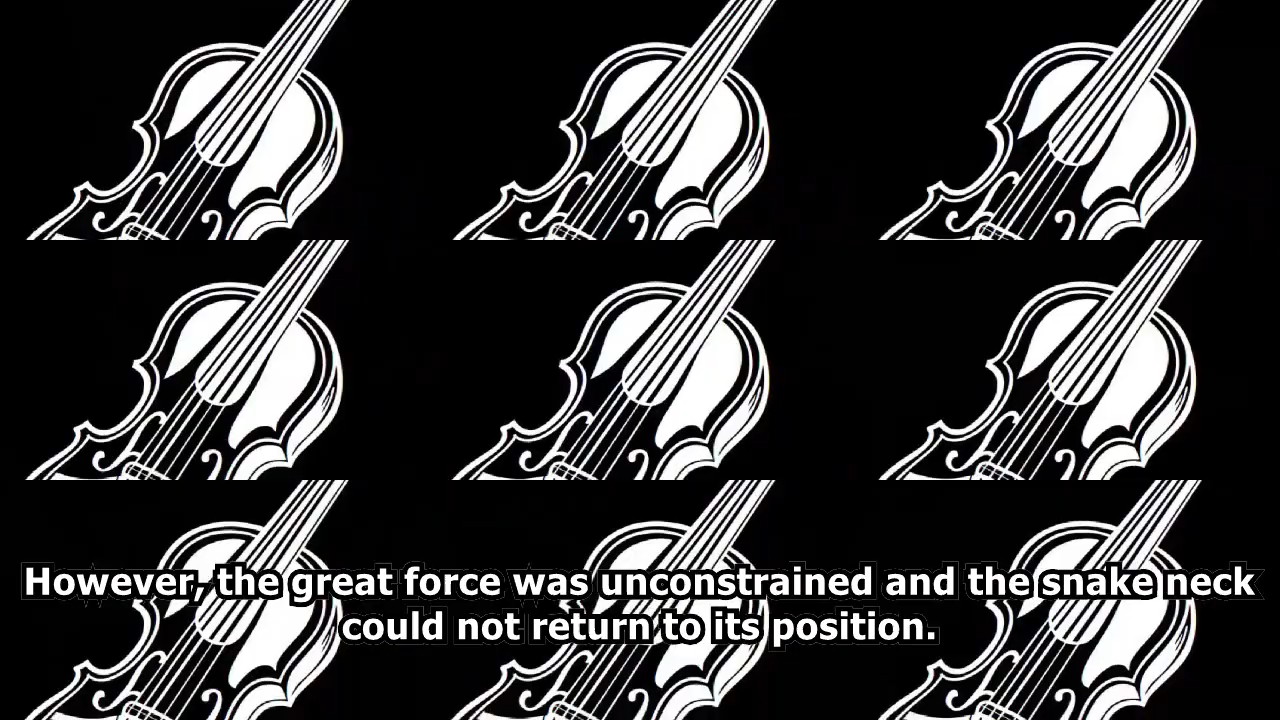 However, the great force was unconstrained and the snake neck
could not return to its position.